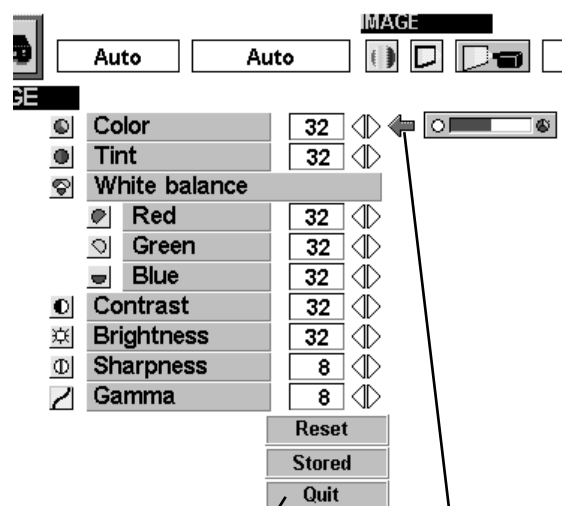 IMAGE
Auto Auto
GE
Color 32
Tint 32
White balance
Red 32
Green 32
Blue 32
Contrast 32
Brightness 32
Sharpness 8
Gamma 8
Reset
Stored
Quit